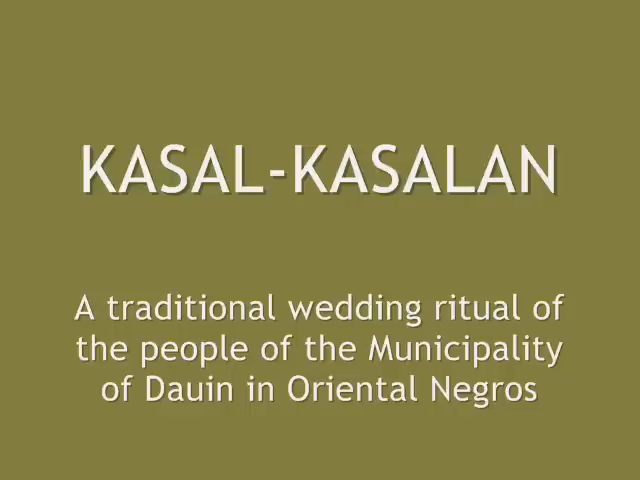 KASAL-KASALAN
A traditional wedding ritual of
the people of the Municipality
of Dauin in Oriental Negros